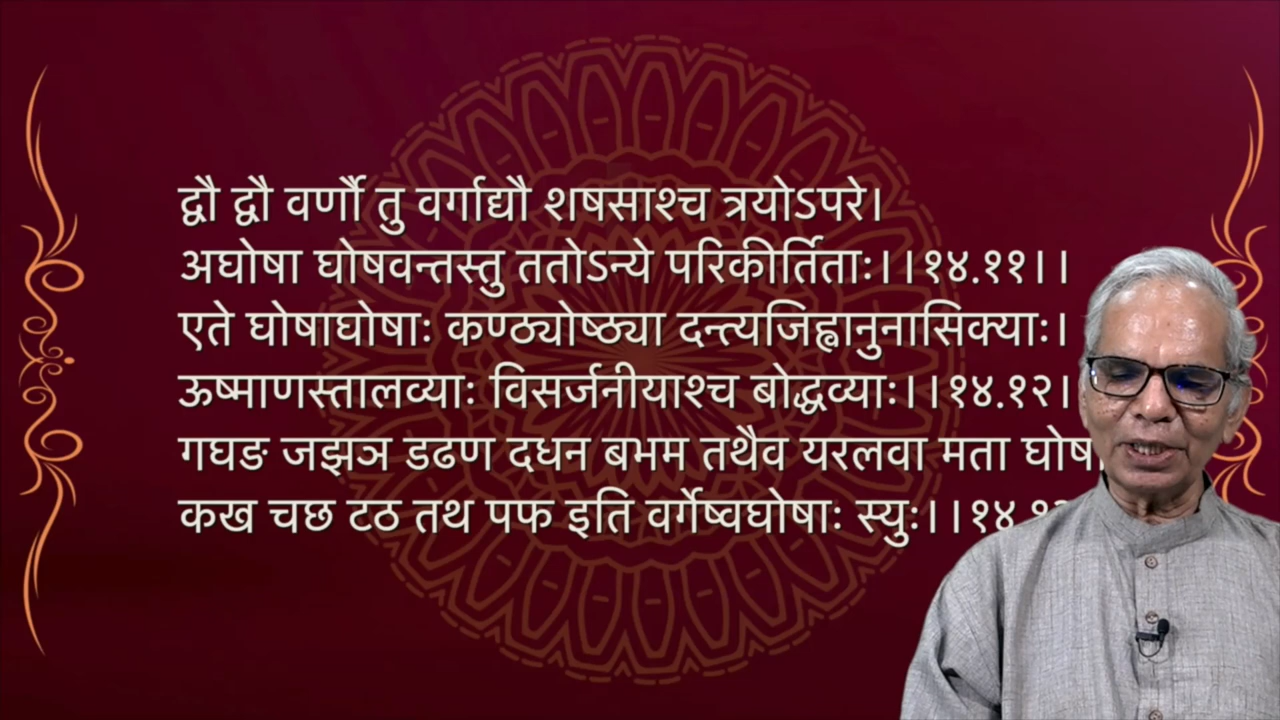 द्वौ द्वौ वर्णौ तु वर्गाद्यौ शषसाश्च त्रयोऽपरे।
अघोषा घोषवन्तस्तु ततोऽन्ये परिकीर्तिताः।।१४.११।।
एते घोषाघोषाः कण्ठ्योष्ठ्या दन्त्यजिह्वानुनासिक्याः।
ऊष्माणस्तालव्याः विसर्जनीयाश्च बोद्धव्याः।।१४.१२।
गघङ जझञ डढण दधन बभम तथैव यरलवा मता
कख चछ टठ तथ पफ इति वर्गेष्वघोषाः स्युः।।